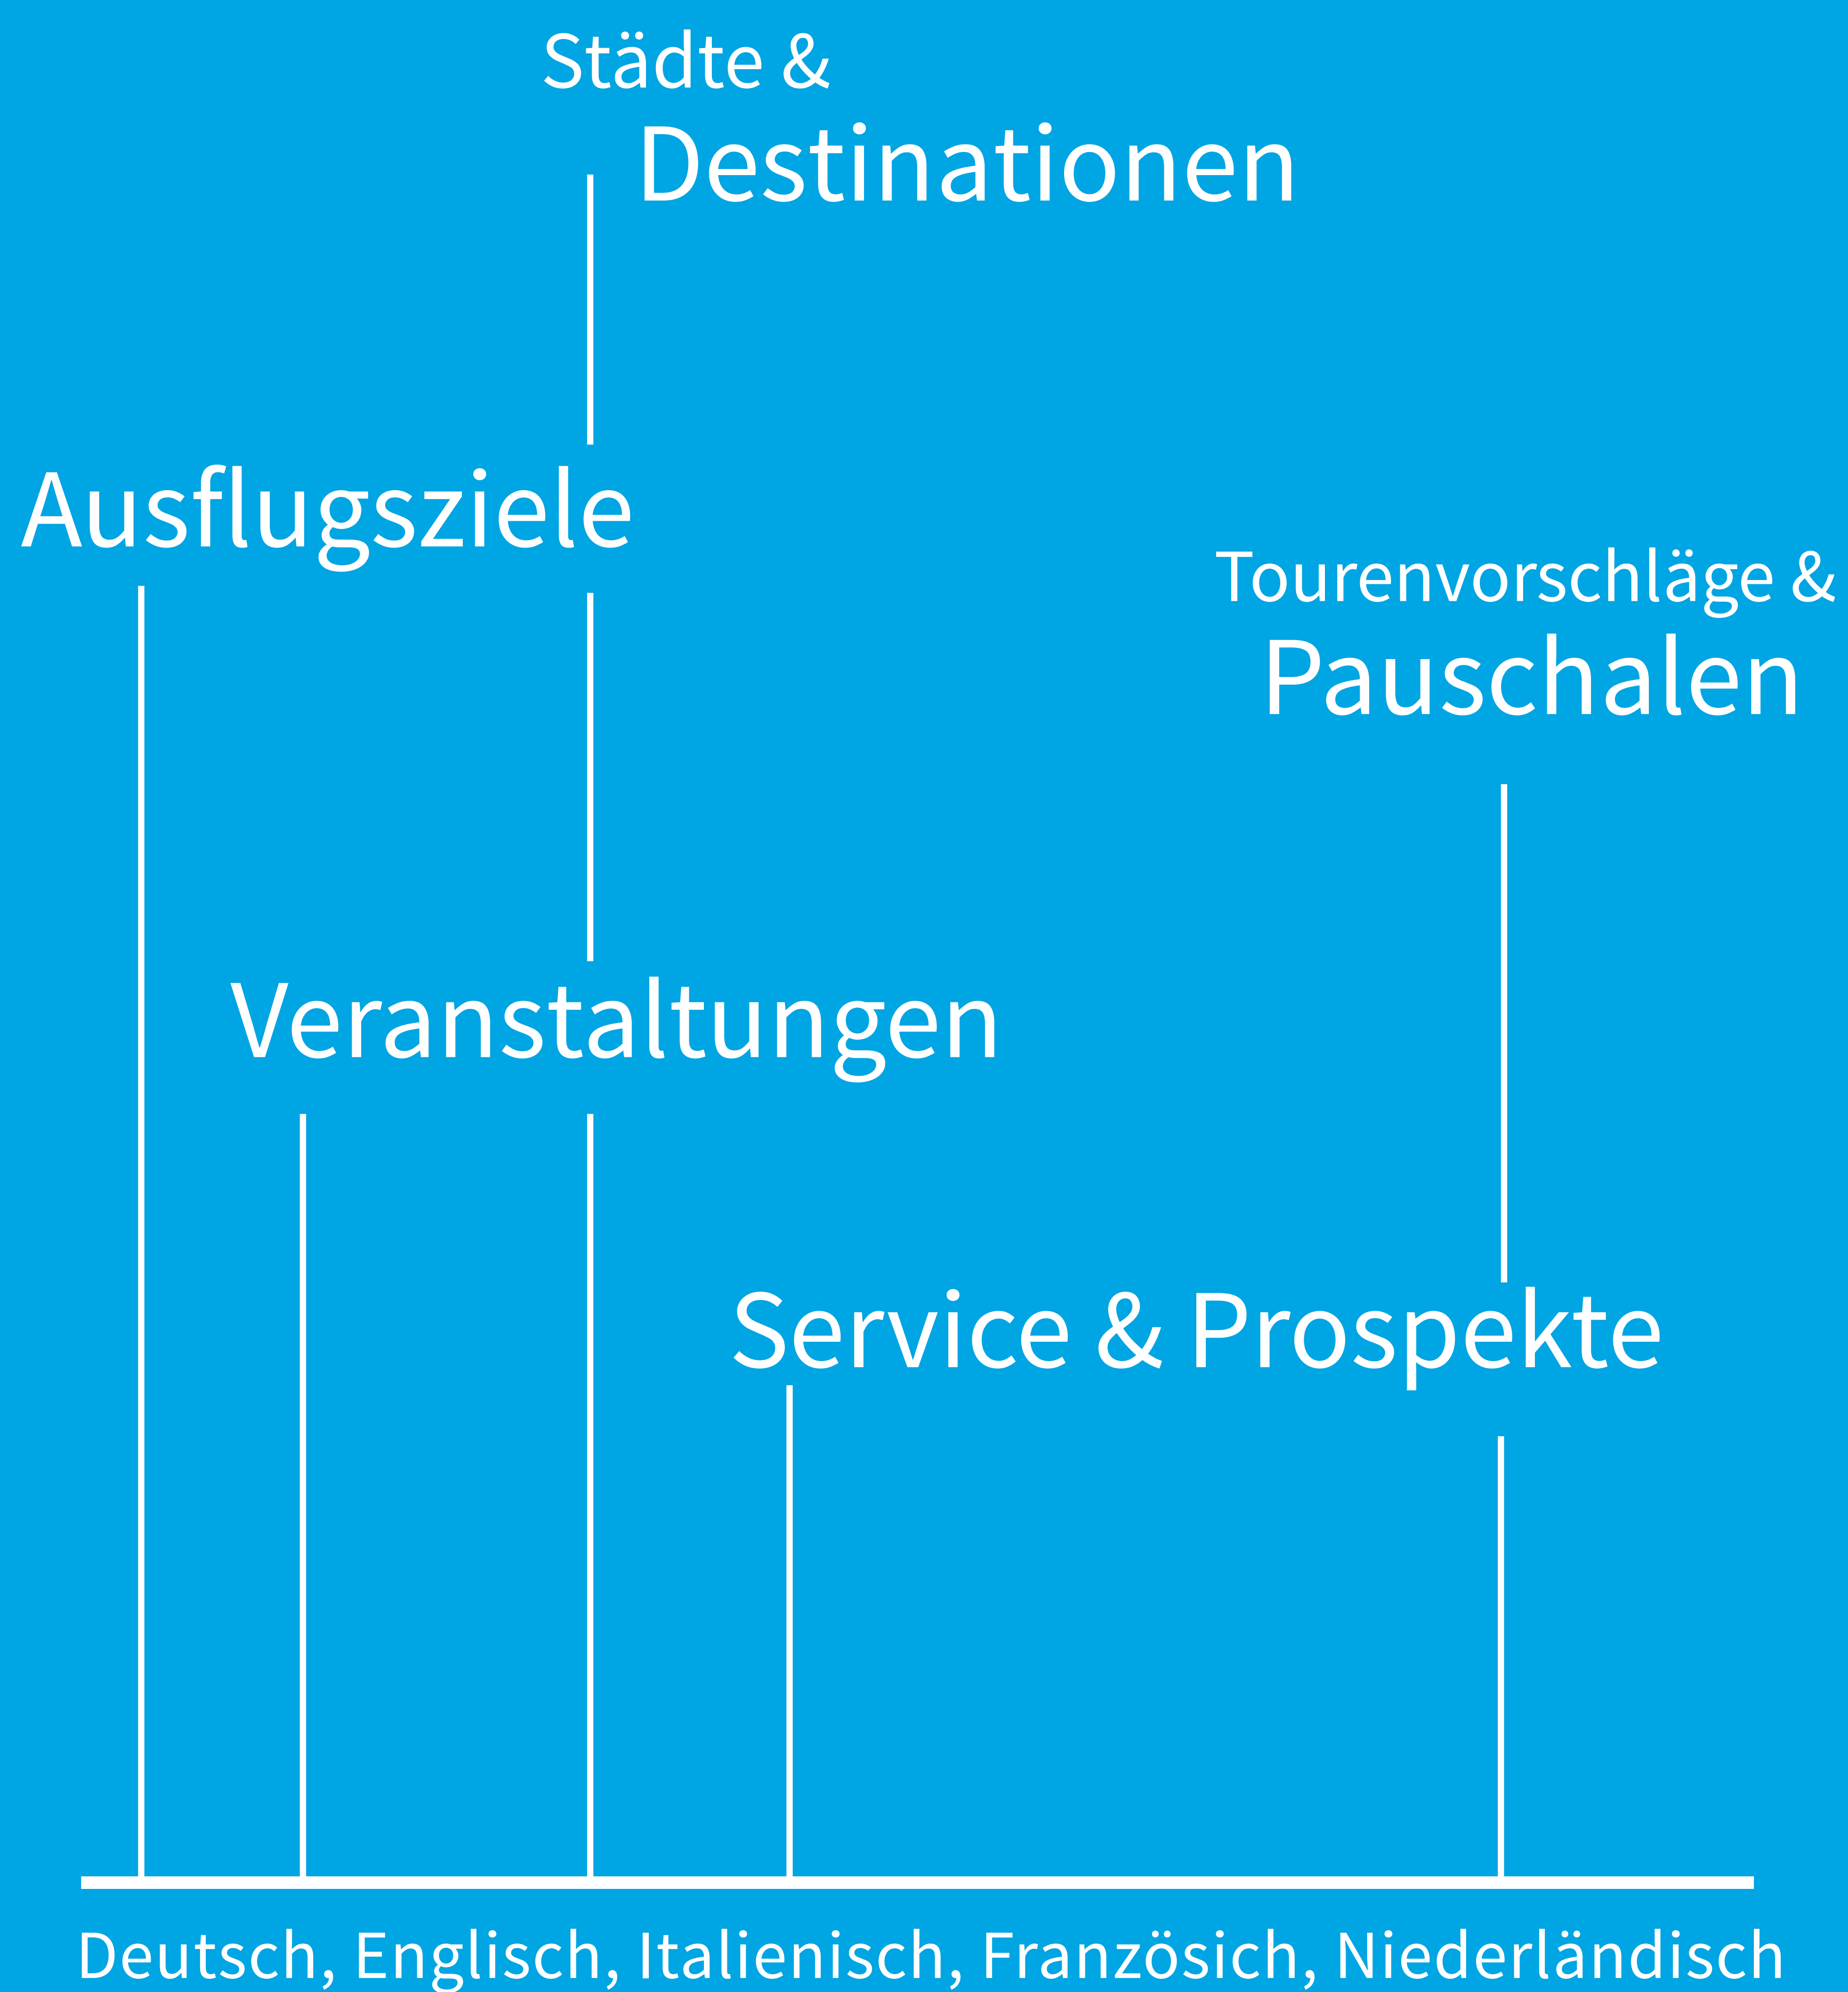 Städte &
Destinationen
Ausflugsziele
Tourenvorschläge &
Pauschalen
Veranstaltungen
Service & Prospekte
Deutsch, Englisch, Italienisch, Französich, Niederländisch